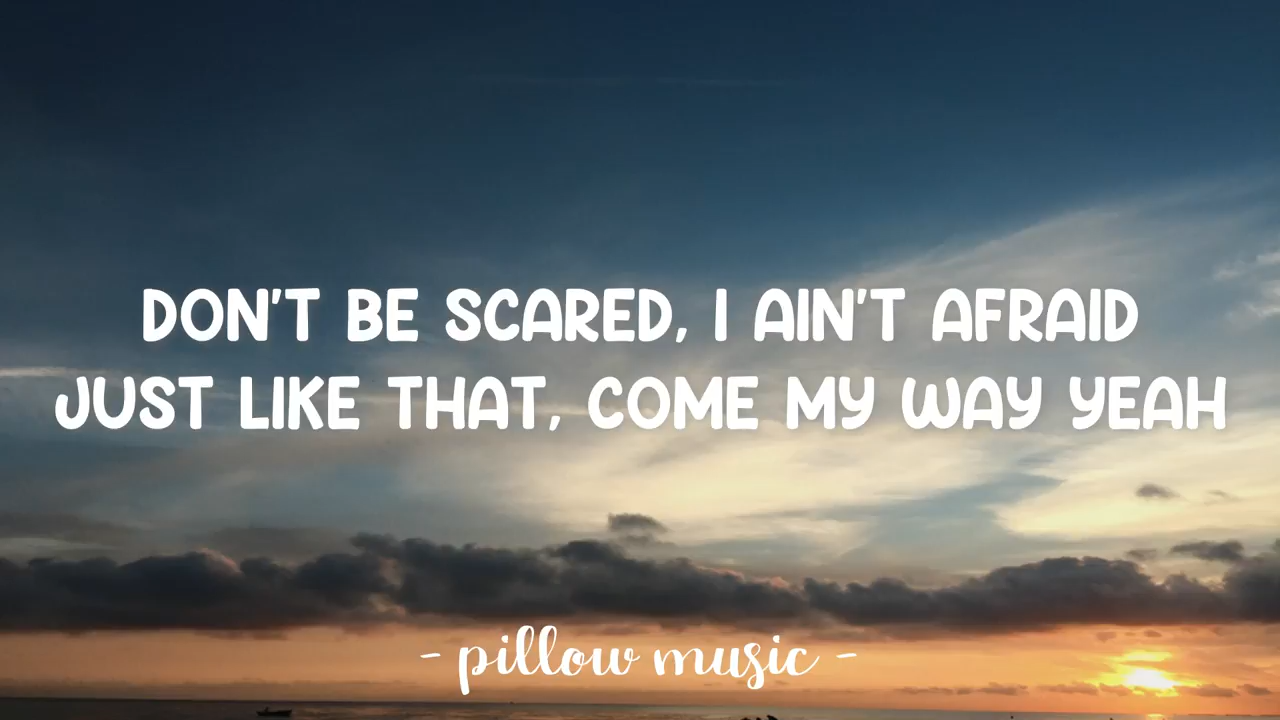 DON'T BE SCARED, I AIN'T AFRAID
JUST LIKE THAT, COME MY WAY YEAH
- pillow music -